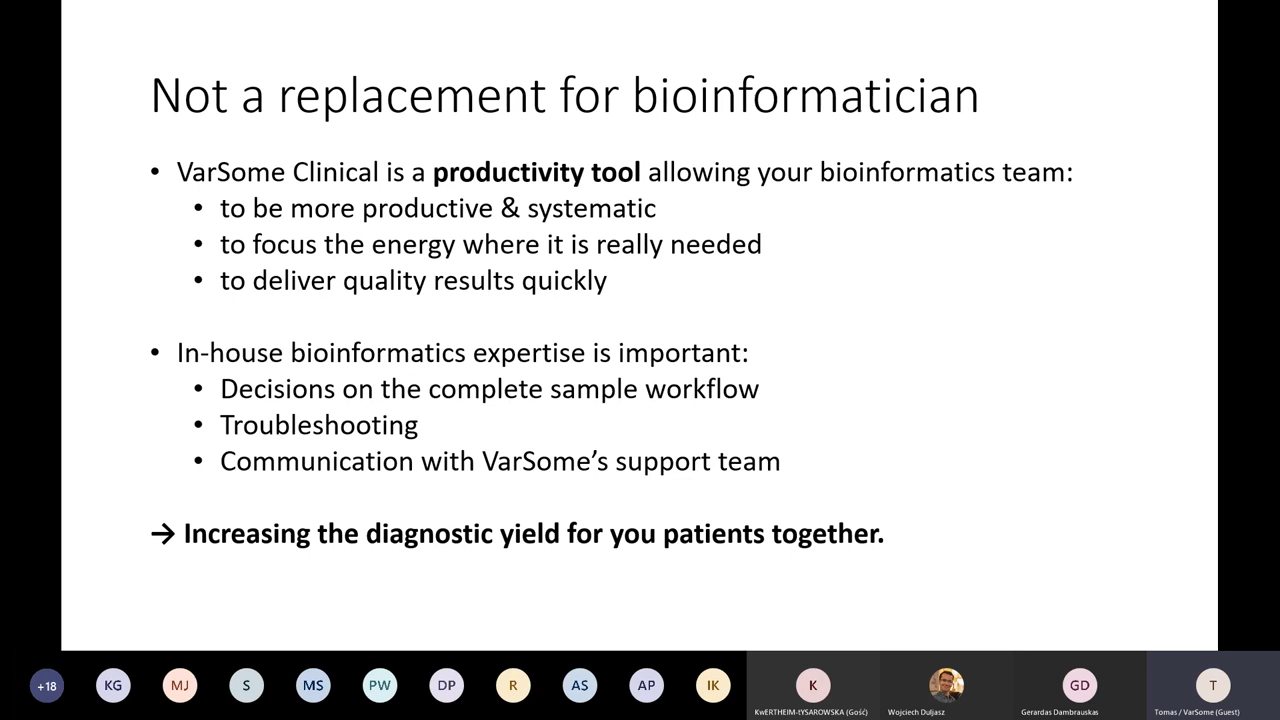 Not a replacement for bioinformatician
• VarSome Clinical is a productivity tool allowing your bioinformatics team:
• to be more productive & systematic
• to focus the energy where it is really needed
• to deliver quality results quickly
• In-house bioinformatics expertise is important:
• Decisions on the complete sample workflow
• Troubleshooting
• Communication with VarSome’s support team
→ Increasing the diagnostic yield for you patients together.
+18 KG MJ S MS PW DP R AS AP IK K GD T
KwERTHEIM-tYSAROWSKA (Gość) Wojciech Duljasz Gerardas Dambrauskas Tomas / VarSome (Guest)